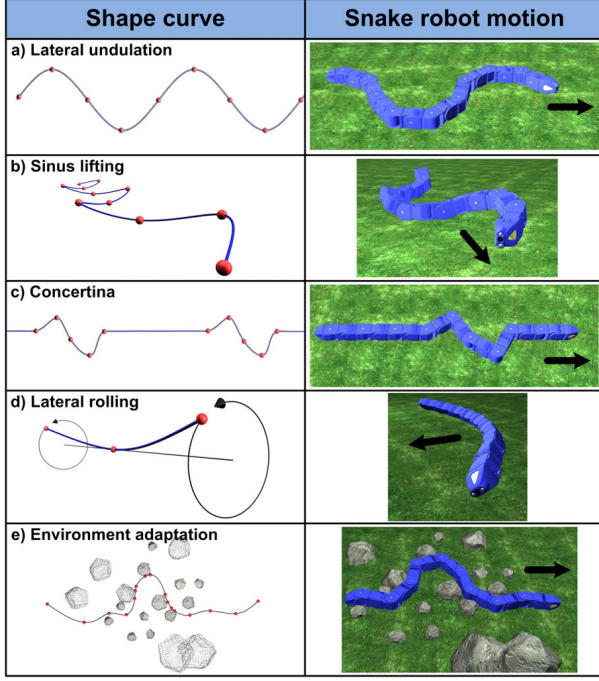 Shape curve
Snake robot motion
a) Lateral undulation
b) Sinus lifting
c) Concertina
d) Lateral rolling
e) Environment adaptation